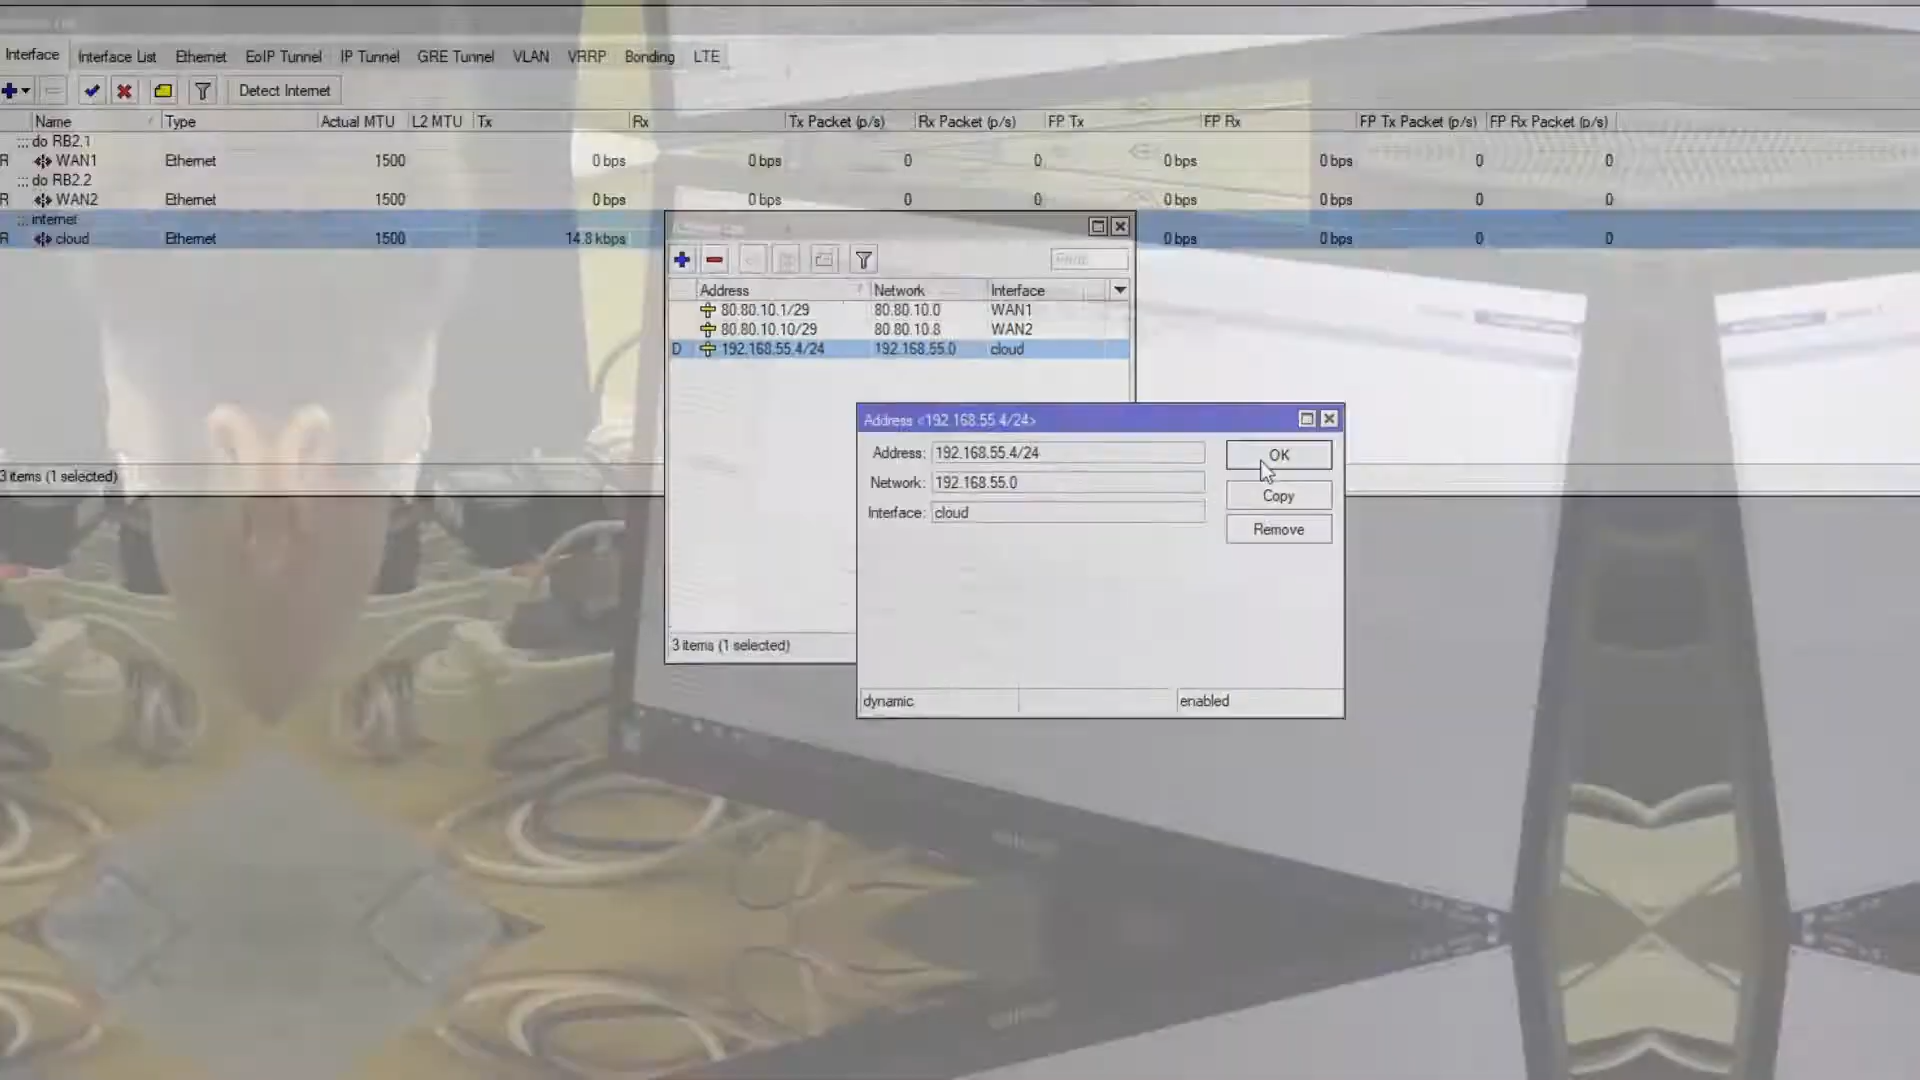 Interface Interface List Ethernet EoIP Tunnel IP Tunnel GRE Tunnel VLAN VRRP Bonding LTE
Detect Internet
Name Type Actual MTU L2 MTU Tx Rx Tx Packet (p/s) Rx Packet (p/s) FP Tx FP Rx FP Tx Packet (p/s) FP Rx Packet (p/s)
::: do RB2.1
R WAN1 Ethernet 1500 0 bps 0 bps 0 0 0 bps 0 bps 0 0
::: do RB2.2
R WAN2 Ethernet 1500 0 bps 0 bps 0 0 0 bps 0 bps 0 0
::: internet
R cloud Ethernet 1500 14.8 kbps 0 bps 0 bps 0 0
3 items (1 selected)
Find
Address Network Interface
80.80.10.1/29 80.80.10.0 WAN1
80.80.10.10/29 80.80.10.8 WAN2
D 192.168.55.4/24 192.168.55.0 cloud
3 items (1 selected)
Address <192.168.55.4/24>
Address: 192.168.55.4/24
Network: 192.168.55.0
Interface: cloud
OK
Copy
Remove
dynamic enabled